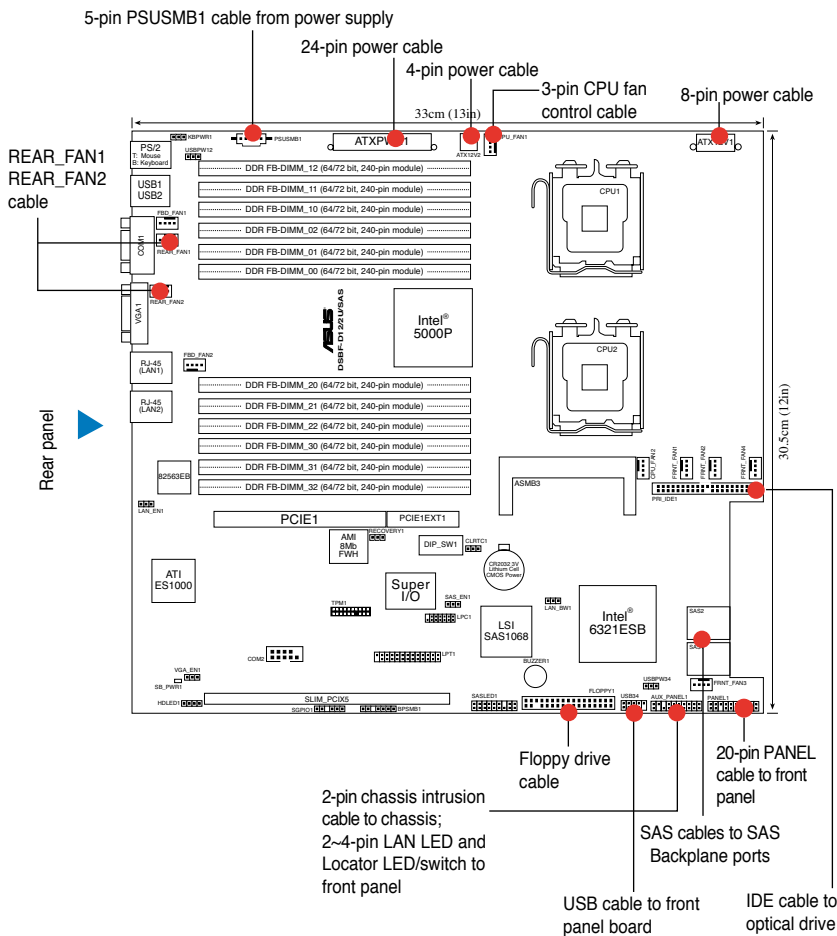 5-pin PSUSMB1 cable from power supply
24-pin power cable
4-pin power cable
3-pin CPU fan
control cable
8-pin power cable
33cm (13in)
KBPWR1
PSUSMB1
PU_FAN1
PS/2
T: Mouse
B: Keyboard
USBPW12
ATX12V2
REAR_FAN1
REAR_FAN2
cable
USB1
USB2
DDR FB-DIMM_12 (64/72 bit, 240-pin module)
DDR FB-DIMM_11 (64/72 bit, 240-pin module)
DDR FB-DIMM_10 (64/72 bit, 240-pin module)
DDR FB-DIMM_02 (64/72 bit, 240-pin module)
DDR FB-DIMM_01 (64/72 bit, 240-pin module)
DDR FB-DIMM_00 (64/72 bit, 240-pin module)
CPU1
FBD_FAN1
COM1
REAR_FAN1
REAR_FAN2
VGA1
ASUS
DSBF-D12/2U/SAS
Intel®
5000P
CPU2
FBD_FAN2
RJ-45
(LAN1)
RJ-45
(LAN2)
Rear panel
DDR FB-DIMM_20 (64/72 bit, 240-pin module)
DDR FB-DIMM_21 (64/72 bit, 240-pin module)
DDR FB-DIMM_22 (64/72 bit, 240-pin module)
DDR FB-DIMM_30 (64/72 bit, 240-pin module)
DDR FB-DIMM_31 (64/72 bit, 240-pin module)
DDR FB-DIMM_32 (64/72 bit, 240-pin module)
30.5cm (12in)
82563EB
LAN_EN1
CPU_FAN2
FRNT_FAN1
FRNT_FAN2
FRNT_FAN4
ASMB3
PRI_IDE1
PCIE1
PCIE1EXT1
AMI
8Mb
FWH
RECOVERY1
DIP_SW1
CLRTC1
CR2032 3V
Lithium Cell
CMOS Power
ATI
ES1000
Super
I/O
TPM1
SAS_EN1
LPC1
LSI
SAS1068
LAN_BW1
Intel®
6321ESB
SAS2
COM2
LPT1
BUZZER1
VGA_EN1
SB_PWR1
USBPW34
FRNT_FAN3
HDLED1
SLIM_PCIX5
SGPIO1
BPSMB1
SASLED1
FLOPPY1
USB34
AUX_PANEL1
PANEL1
Floppy drive
cable
20-pin PANEL
cable to front
panel
2-pin chassis intrusion
cable to chassis;
2~4-pin LAN LED and
Locator LED/switch to
front panel
SAS cables to SAS
Backplane ports
USB cable to front
panel board
IDE cable to
optical drive